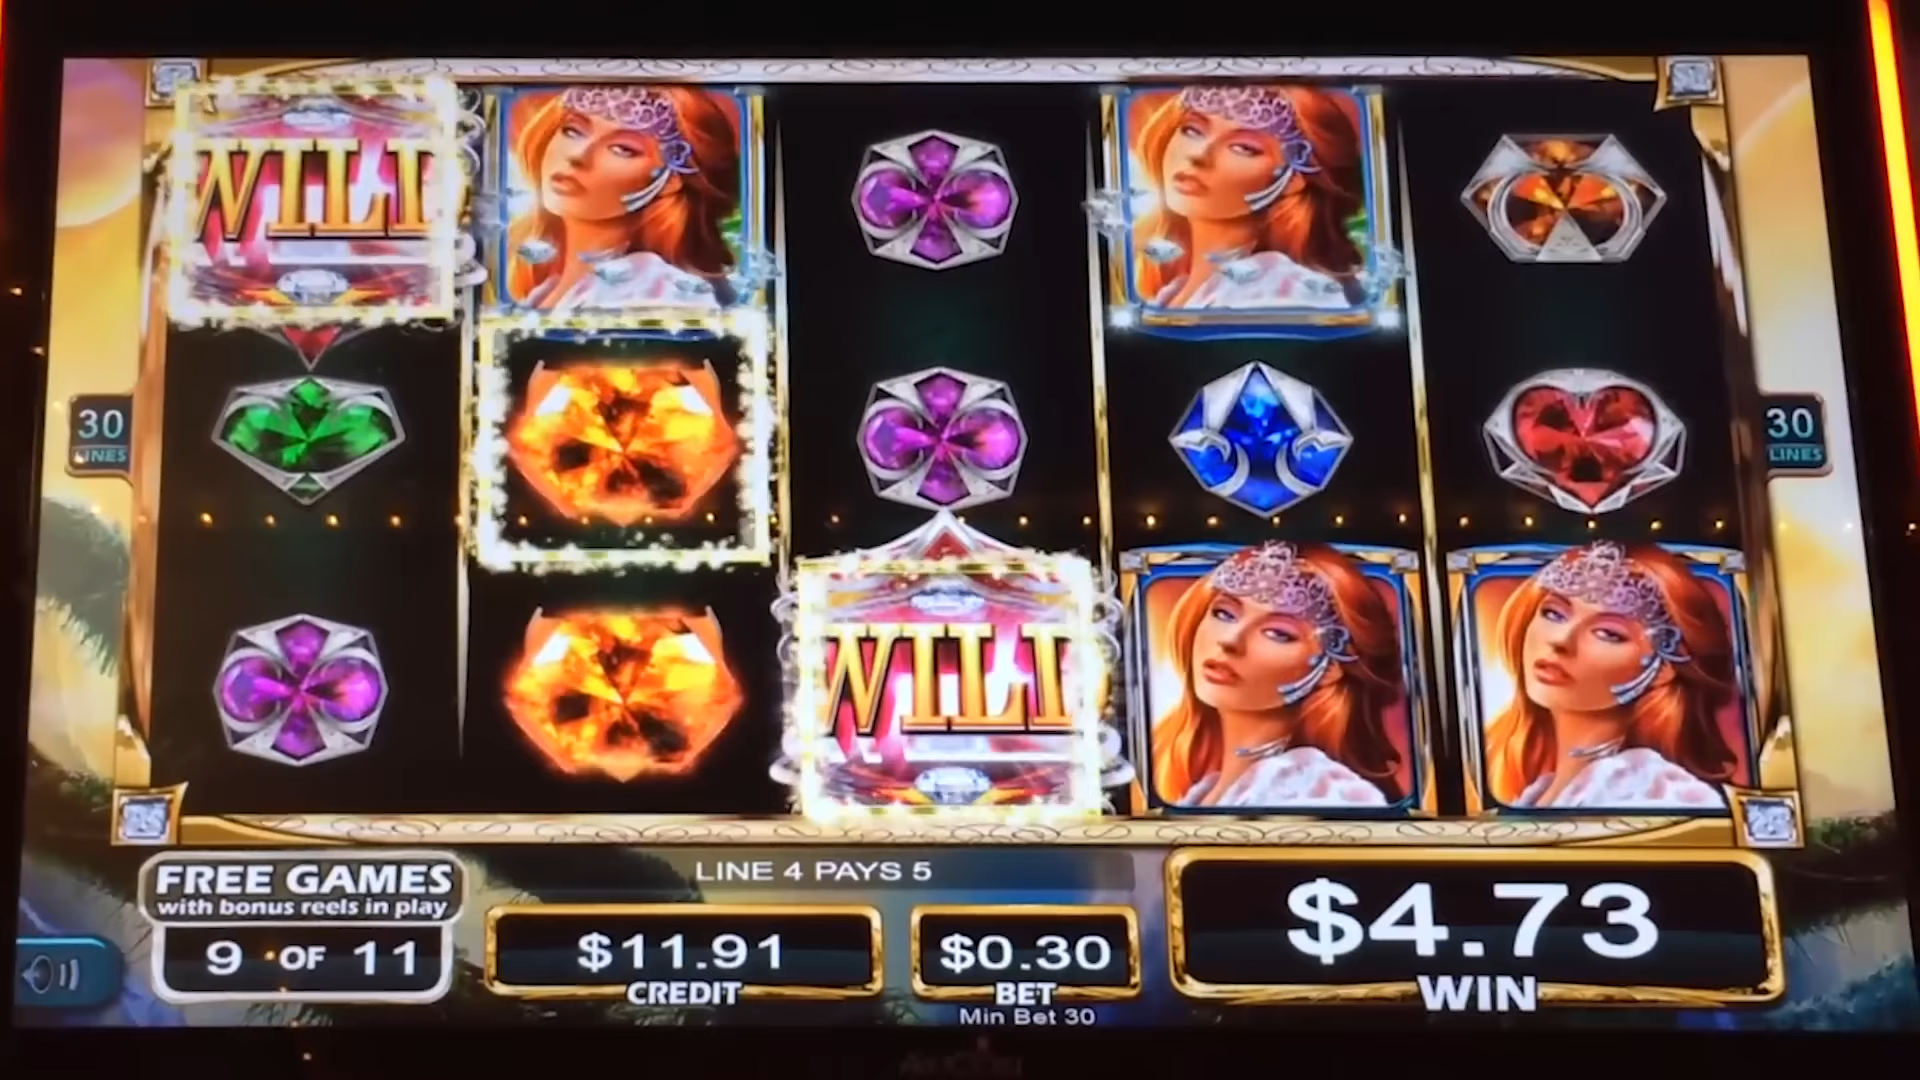 WILD
30
LINES
30
LINES
WILD
LINE 4 PAYS 5
FREE GAMES
with bonus reels in play
9 OF 11
$11.91
CREDIT
$0.30
BET
Min Bet 30
$4.73
WIN